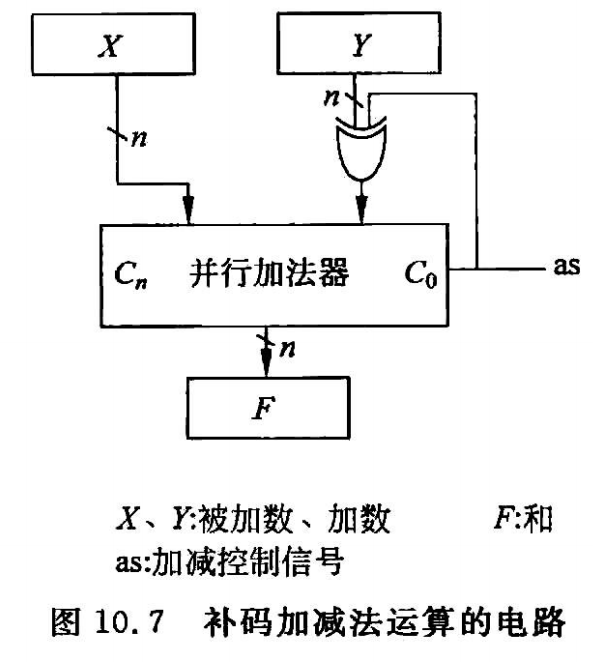 X Y
n
n
Cn 并行加法器 C0 as
n
F
X、Y:被加数、加数 F:和
as:加减控制信号
图 10.7 补码加减法运算的电路